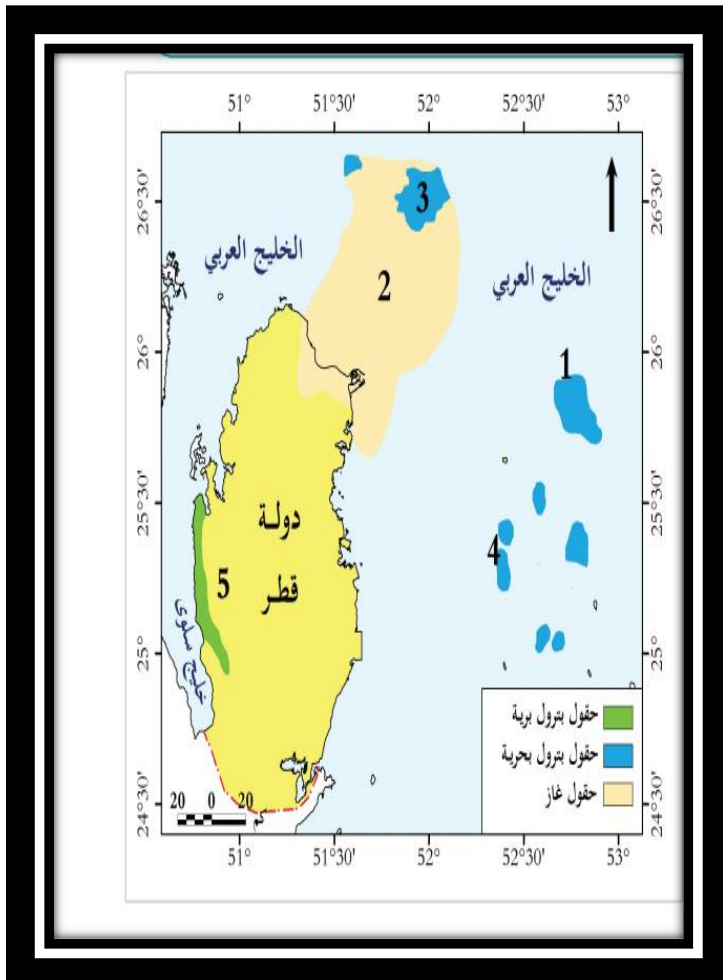 51° 51°30' 52° 52°30' 53°
26°30' 26°30'
3
الخليج العربي
الخليج العربي
2
26° 26°
1
25°30' 25°30'
دولة
4
قطر
5
خليج سلوى
25° 25°
حقول بترول برية
حقول بترول بحرية
حقول غاز
20 0 20
24°30' 24°30'
51° 51°30' 52° 52°30' 53°